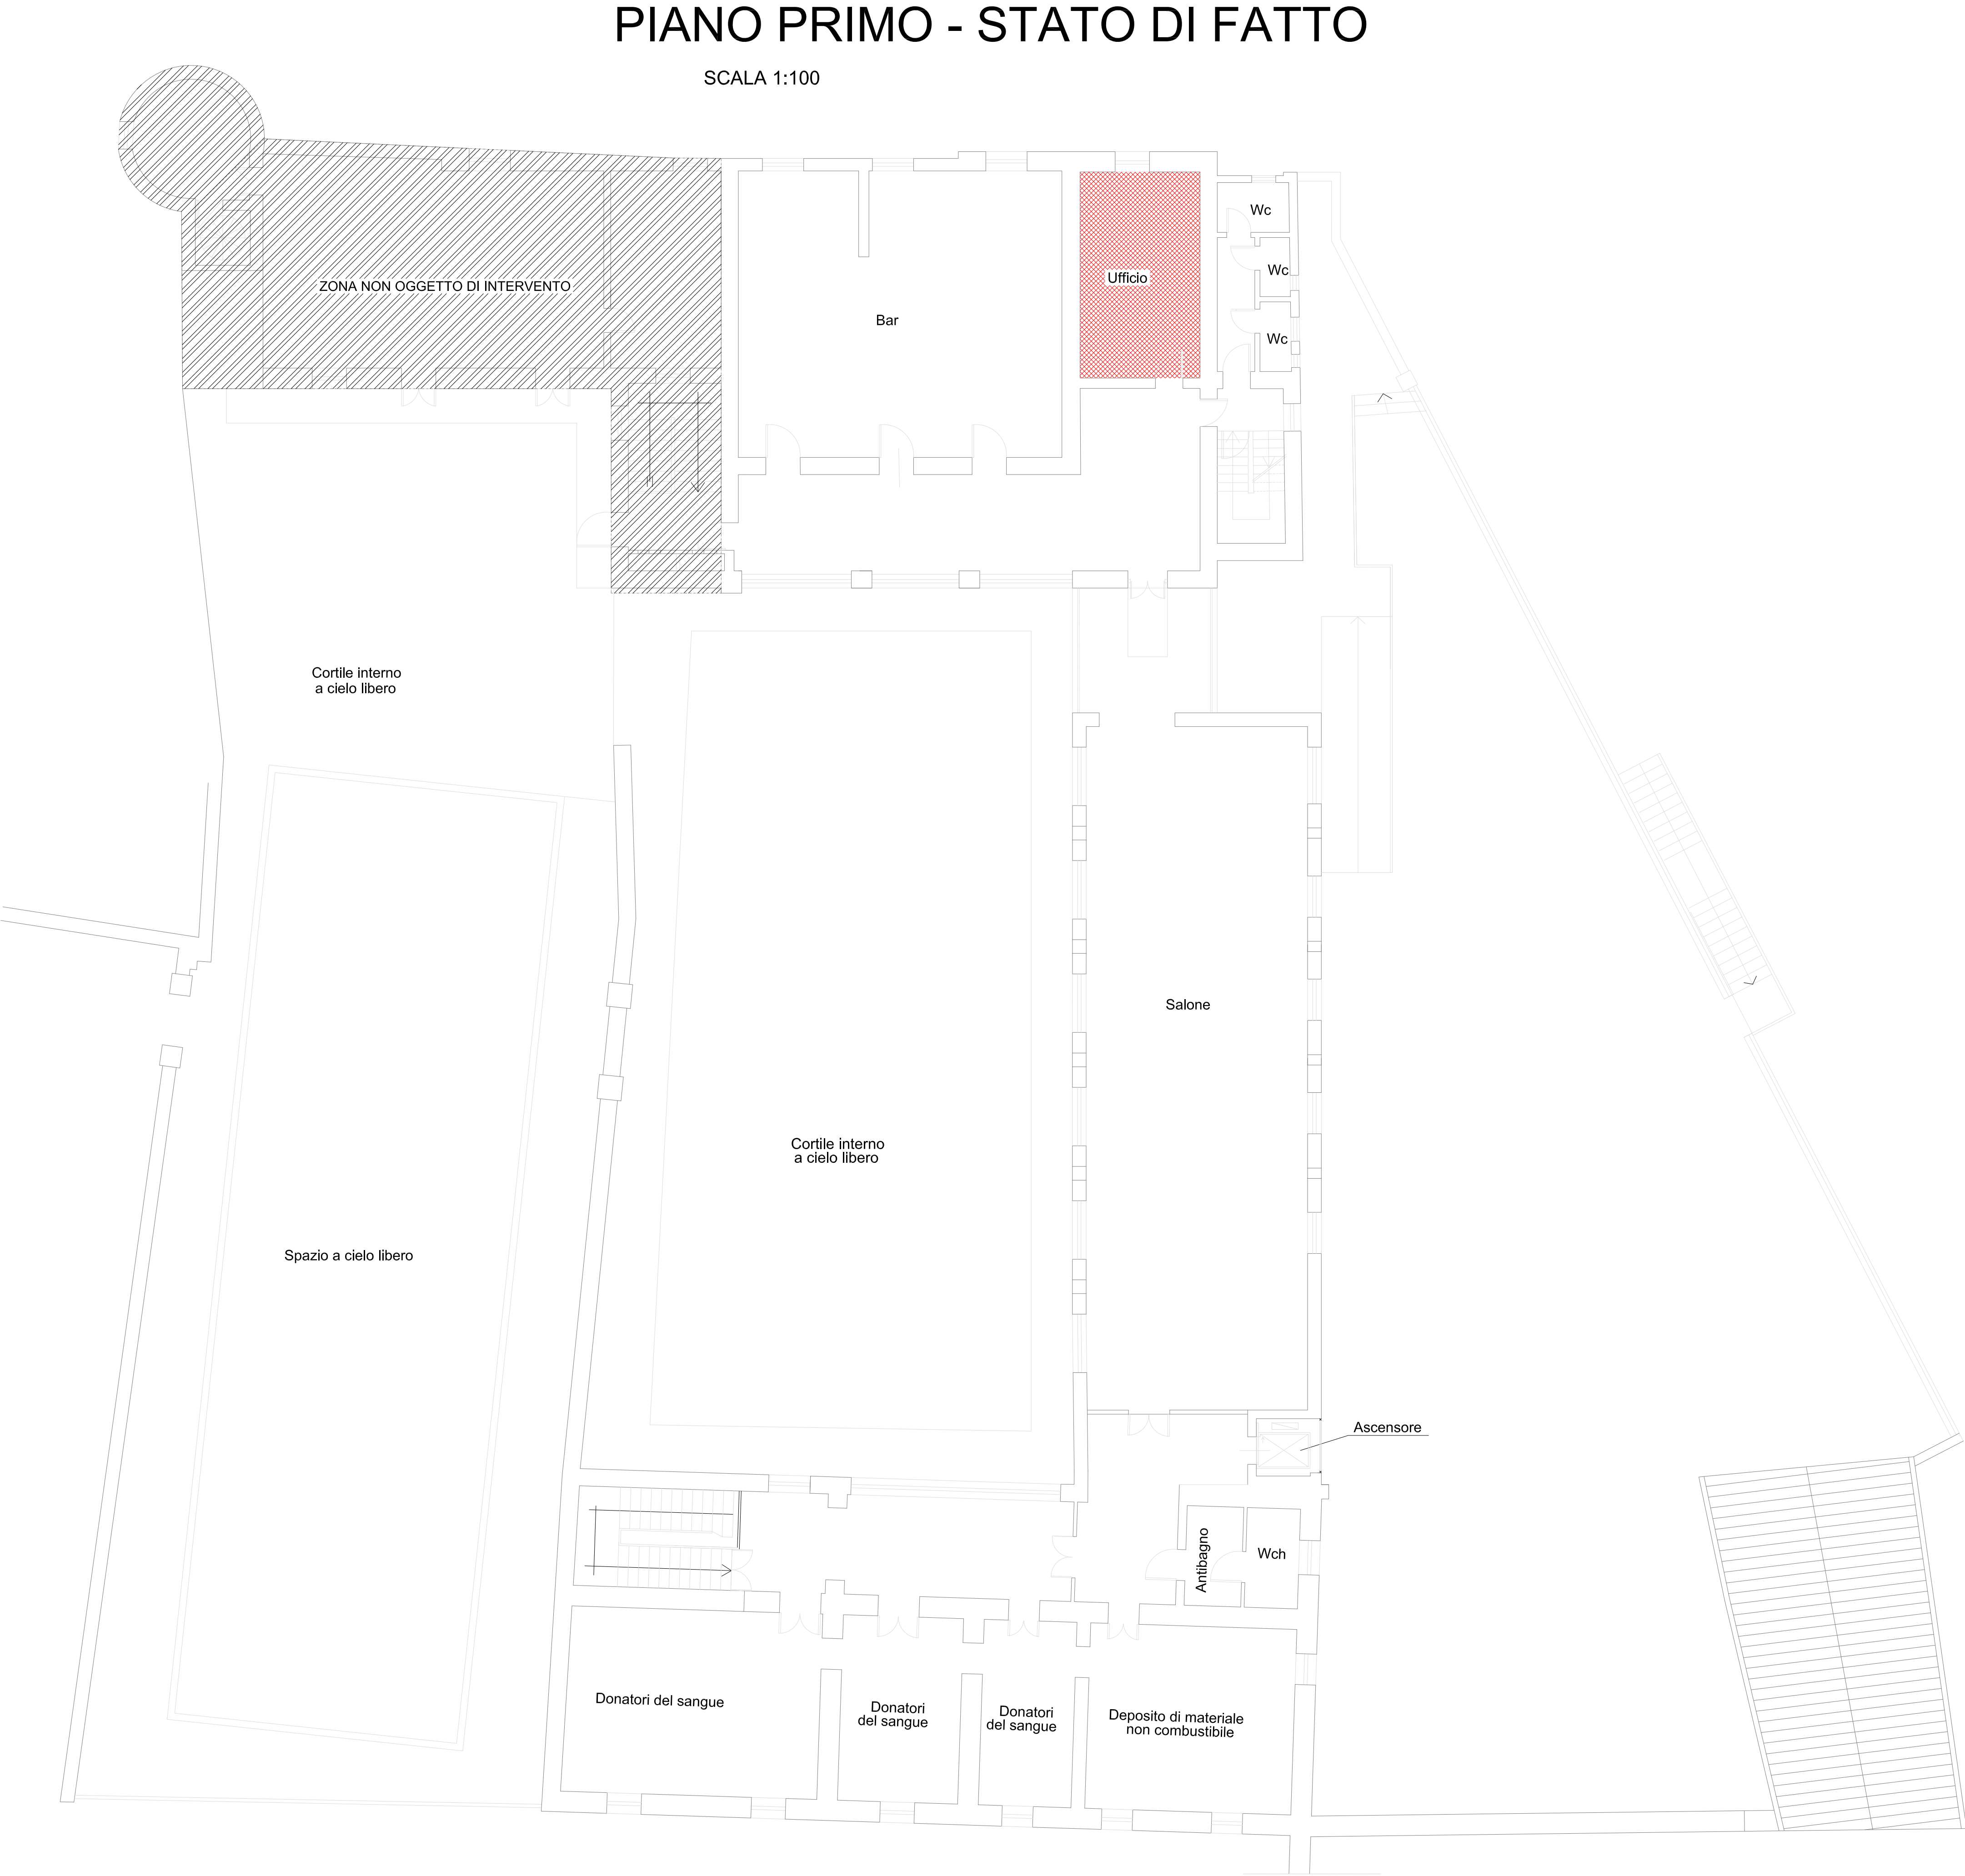 PIANO PRIMO - STATO DI FATTO
SCALA 1:100
Wc
Wc
Ufficio
ZONA NON OGGETTO DI INTERVENTO
Bar
Wc
Cortile interno
a cielo libero
Salone
Cortile interno
a cielo libero
Spazio a cielo libero
Ascensore
Antibagno
Wch
Donatori del sangue
Donatori
del sangue
Donatori
del sangue
Deposito di materiale
non combustibile